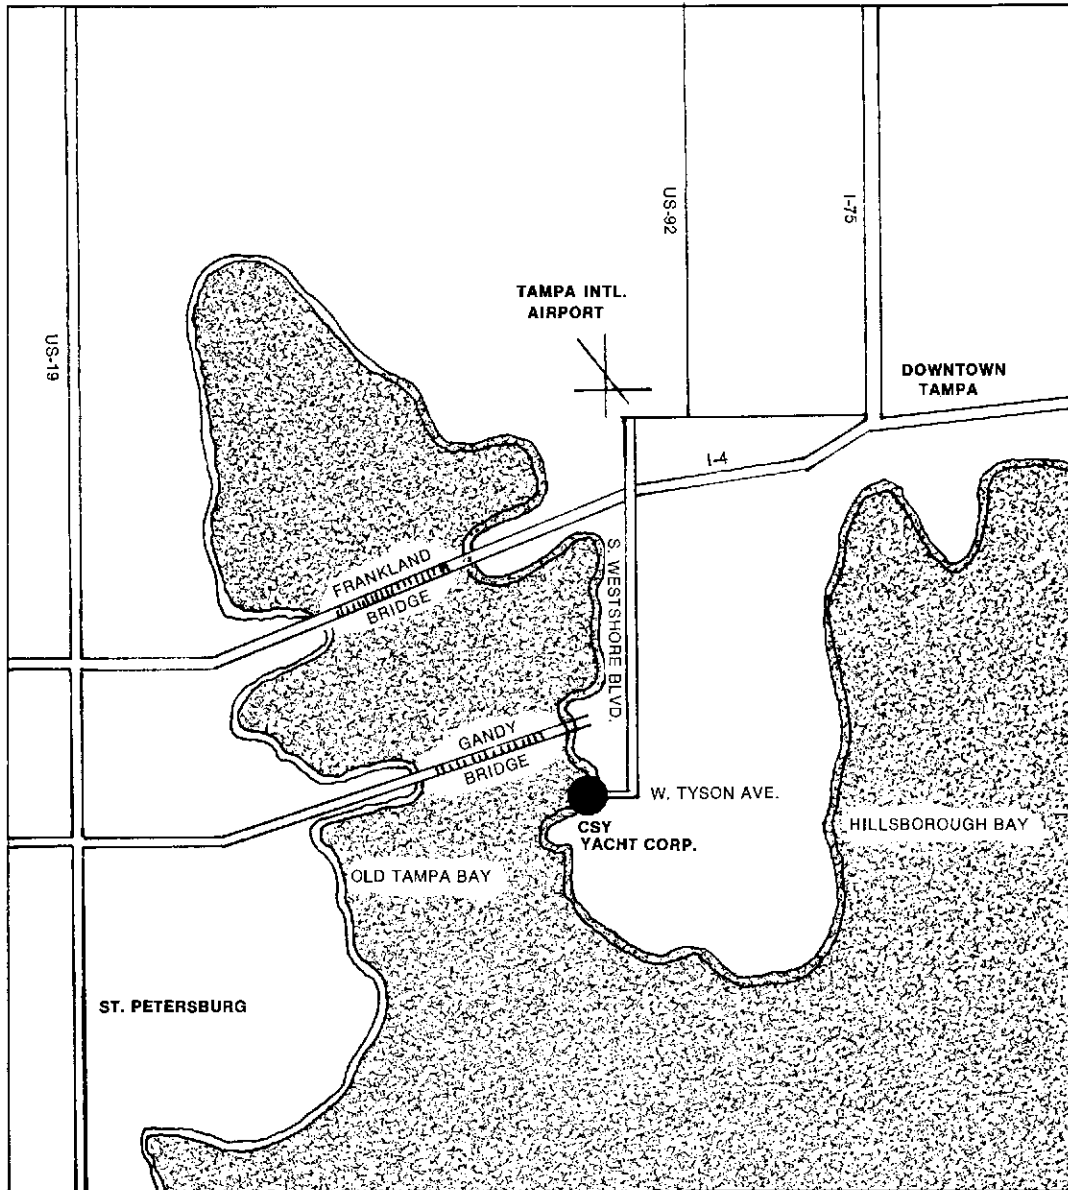 US-92
I-75
TAMPA INTL.
AIRPORT
US-19
DOWNTOWN
TAMPA
I-4
FRANKLAND
BRIDGE
S. WESTSHORE BLVD.
GANDY
BRIDGE
W. TYSON AVE.
CSY
YACHT CORP.
HILLSBOROUGH BAY
OLD TAMPA BAY
ST. PETERSBURG